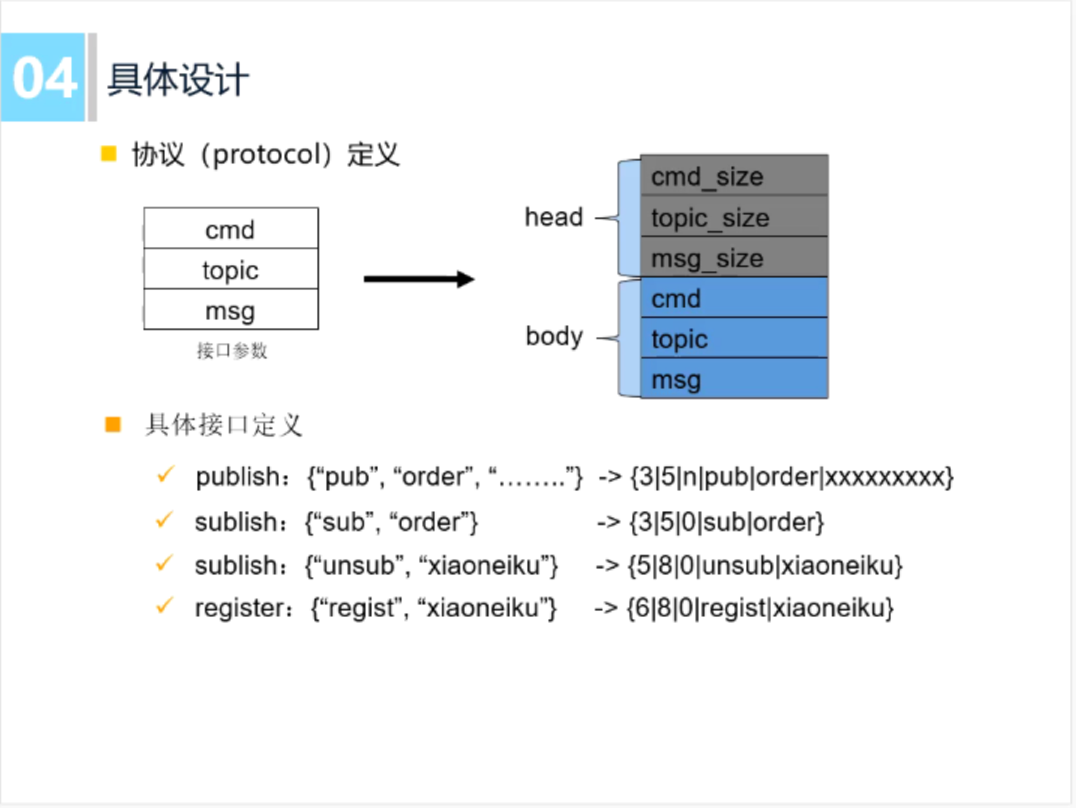 04 具体设计
协议（protocol）定义
cmd
topic
msg
接口参数
head
cmd_size
topic_size
msg_size
body
cmd
topic
msg
具体接口定义
publish：{“pub”, “order”, “……..”} -> {3|5|n|pub|order|xxxxxxxxx}
sublish：{“sub”, “order”} -> {3|5|0|sub|order}
sublish：{“unsub”, “xiaoneiku”} -> {5|8|0|unsub|xiaoneiku}
register：{“regist”, “xiaoneiku”} -> {6|8|0|regist|xiaoneiku}